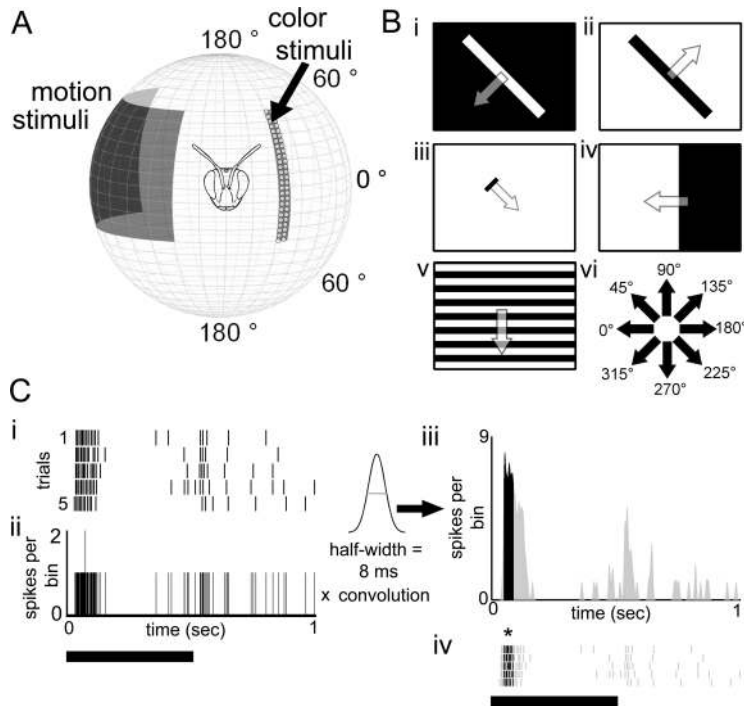 A
color
stimuli
180 °
60 °
motion
stimuli
0 °
60 °
180 °
B
i
ii
iii
iv
v
vi
90°
45°
135°
0°
180°
315°
225°
270°
C
i
1
trials
5
ii
2
spikes per
bin
0
0
time (sec)
1
half-width =
8 ms
x convolution
iii
9
spikes per
bin
0
0
time (sec)
1
*
iv